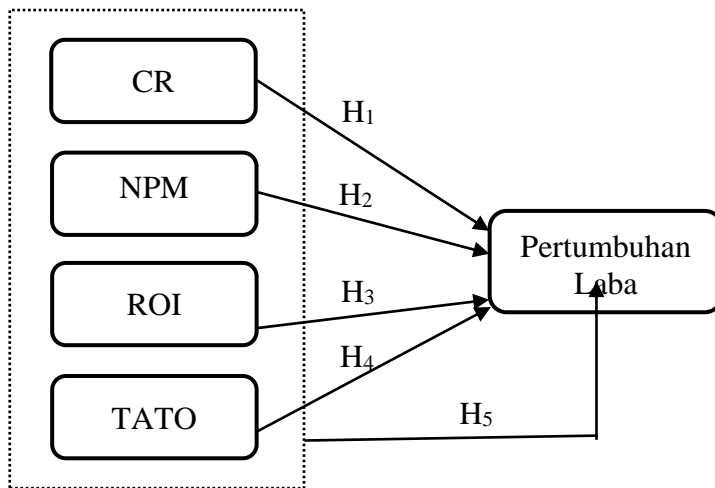 CR
H₁
NPM
H₂
Pertumbuhan
Laba
ROI
H₃
H₄
TATO
H₅